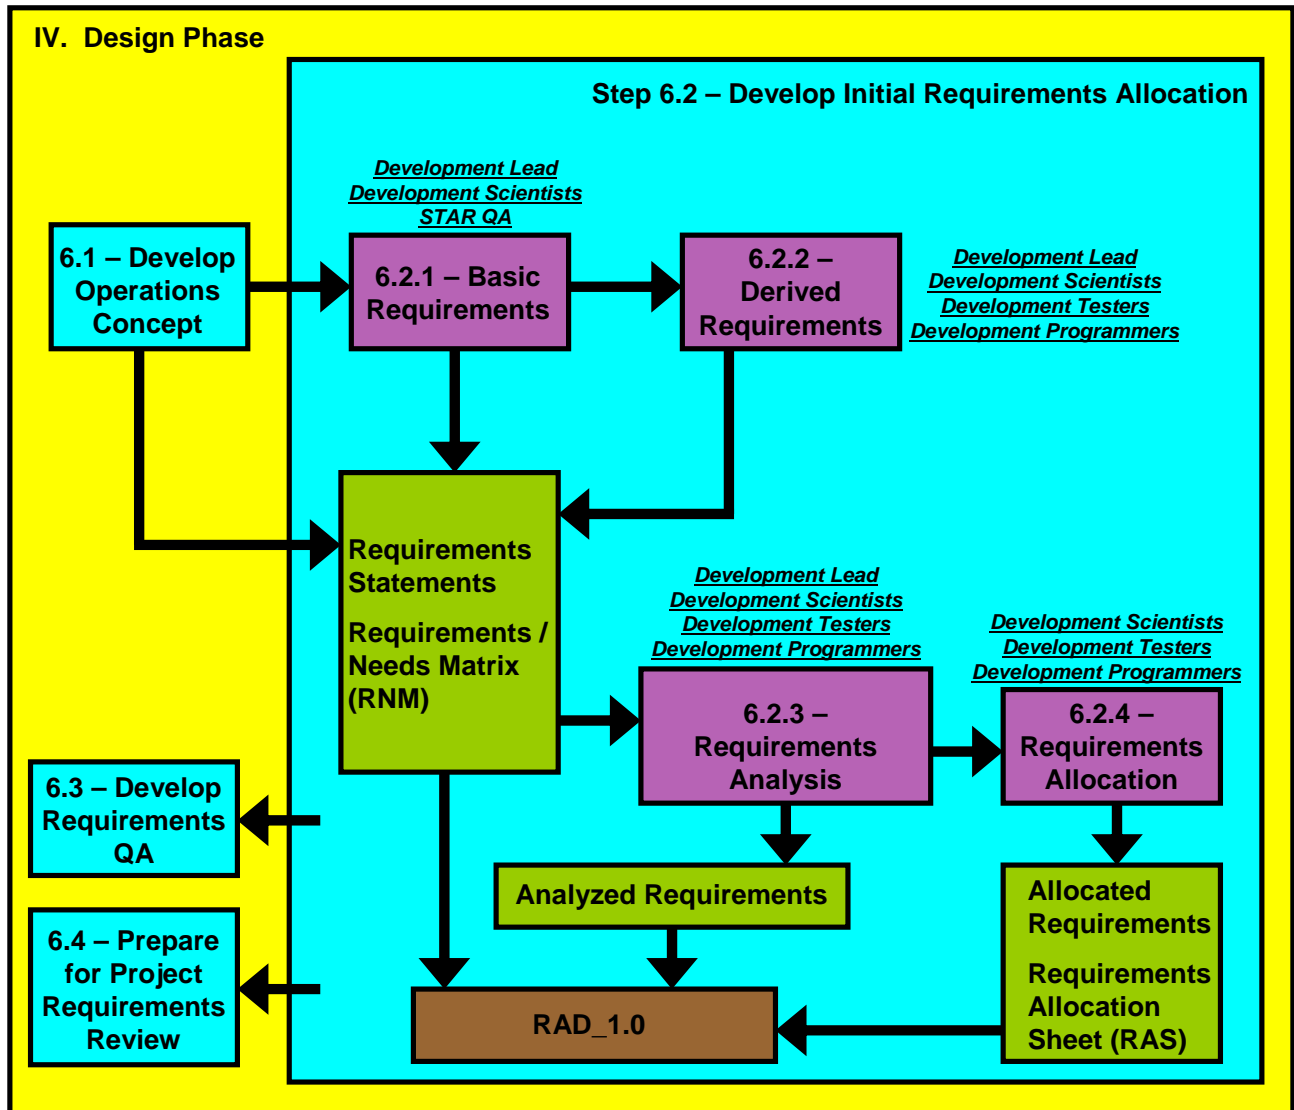 IV.  Design Phase
Step 6.2 – Develop Initial Requirements Allocation
Development Lead
Development Scientists
STAR QA
6.1 – Develop
Operations
Concept
6.2.1 – Basic
Requirements
6.2.2 –
Derived
Requirements
Development Lead
Development Scientists
Development Testers
Development Programmers
Requirements
Statements
Requirements /
Needs Matrix
(RNM)
Development Lead
Development Scientists
Development Testers
Development Programmers
Development Scientists
Development Testers
Development Programmers
6.2.3 –
Requirements
Analysis
6.2.4 –
Requirements
Allocation
6.3 – Develop
Requirements
QA
Analyzed Requirements
Allocated
Requirements
Requirements
Allocation
Sheet (RAS)
6.4 – Prepare
for Project
Requirements
Review
RAD_1.0